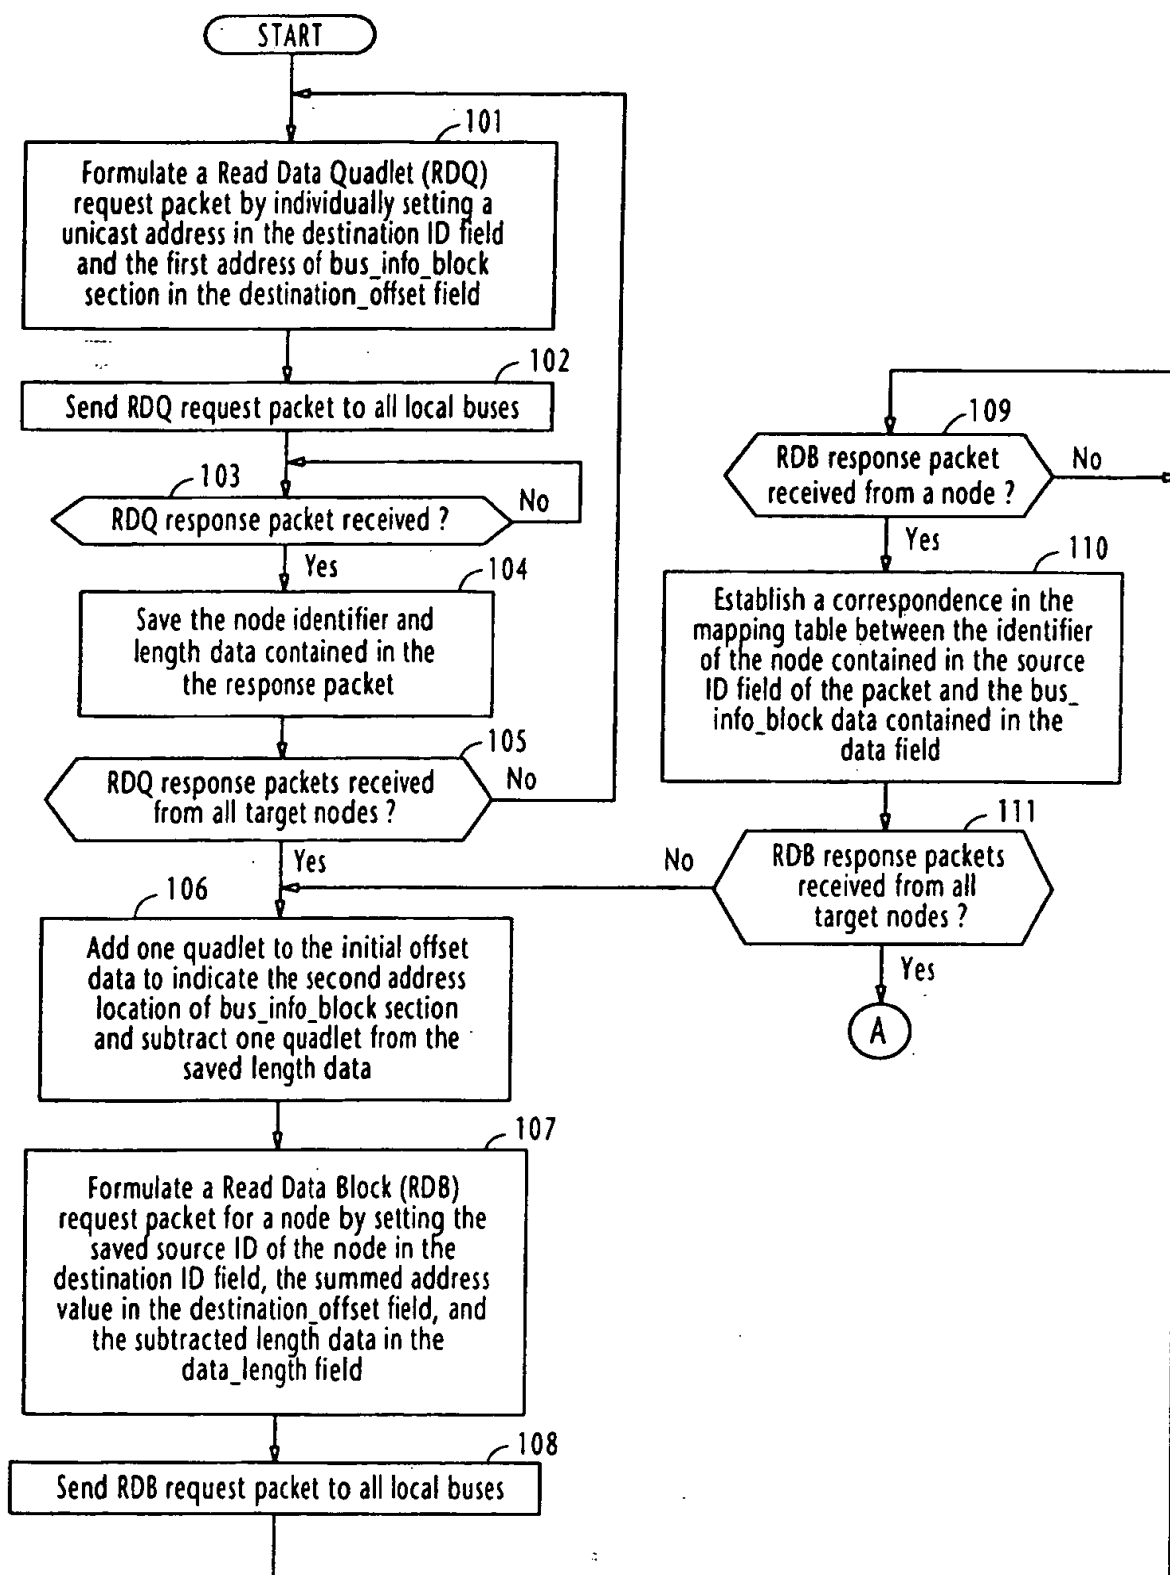 START
101
Formulate a Read Data Quadlet (RDQ)
request packet by individually setting a
unicast address in the destination ID field
and the first address of bus_info_block
section in the destination_offset field
102
Send RDQ request packet to all local buses
103
RDQ response packet received ?
No
Yes
104
Save the node identifier and
length data contained in the
the response packet
105
RDQ response packets received
from all target nodes ?
No
Yes
106
Add one quadlet to the initial offset
data to indicate the second address
location of bus_info_block section
and subtract one quadlet from the
saved length data
107
Formulate a Read Data Block (RDB)
request packet for a node by setting the
saved source ID of the node in the
destination ID field, the summed address
value in the destination_offset field, and
the subtracted length data in the
data_length field
108
Send RDB request packet to all local buses
109
RDB response packet
received from a node ?
No
Yes
110
Establish a correspondence in the
mapping table between the identifier
of the node contained in the source
ID field of the packet and the bus_
info_block data contained in the
data field
111
RDB response packets
received from all
target nodes ?
No
Yes
A